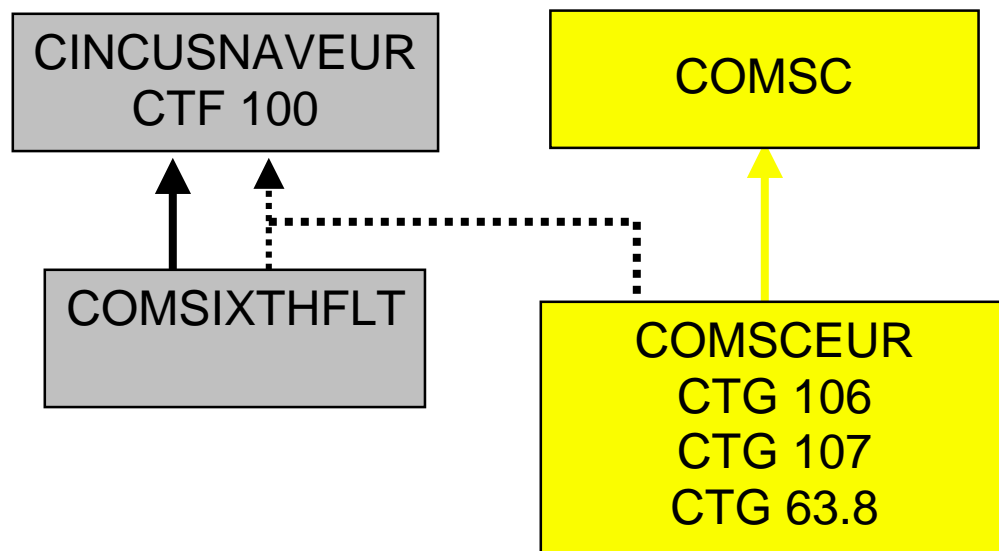 CINCUSNAVEUR
CTF 100
COMSC
COMSIXTHFLT
COMSCEUR
CTG 106
CTG 107
CTG 63.8